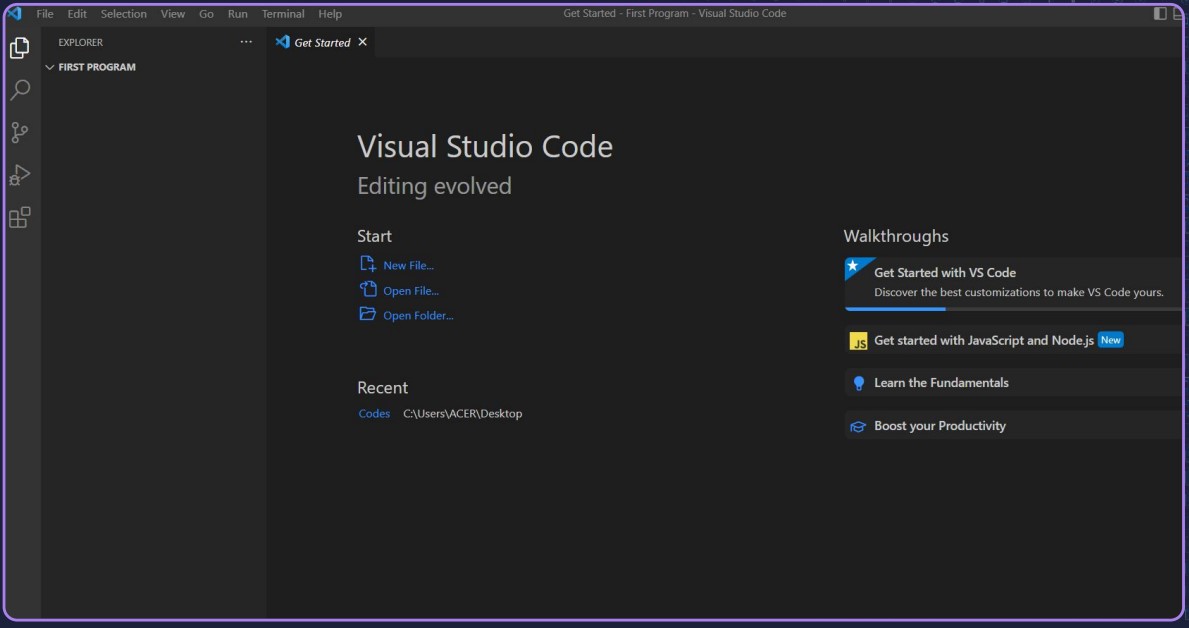 File Edit Selection View Go Run Terminal Help
Get Started - First Program - Visual Studio Code
EXPLORER
FIRST PROGRAM
Get Started
Visual Studio Code
Editing evolved
Start
New File...
Open File...
Open Folder...
Recent
Codes C:\Users\ACER\Desktop
Walkthroughs
Get Started with VS Code
Discover the best customizations to make VS Code yours.
JS Get started with JavaScript and Node.js New
Learn the Fundamentals
Boost your Productivity